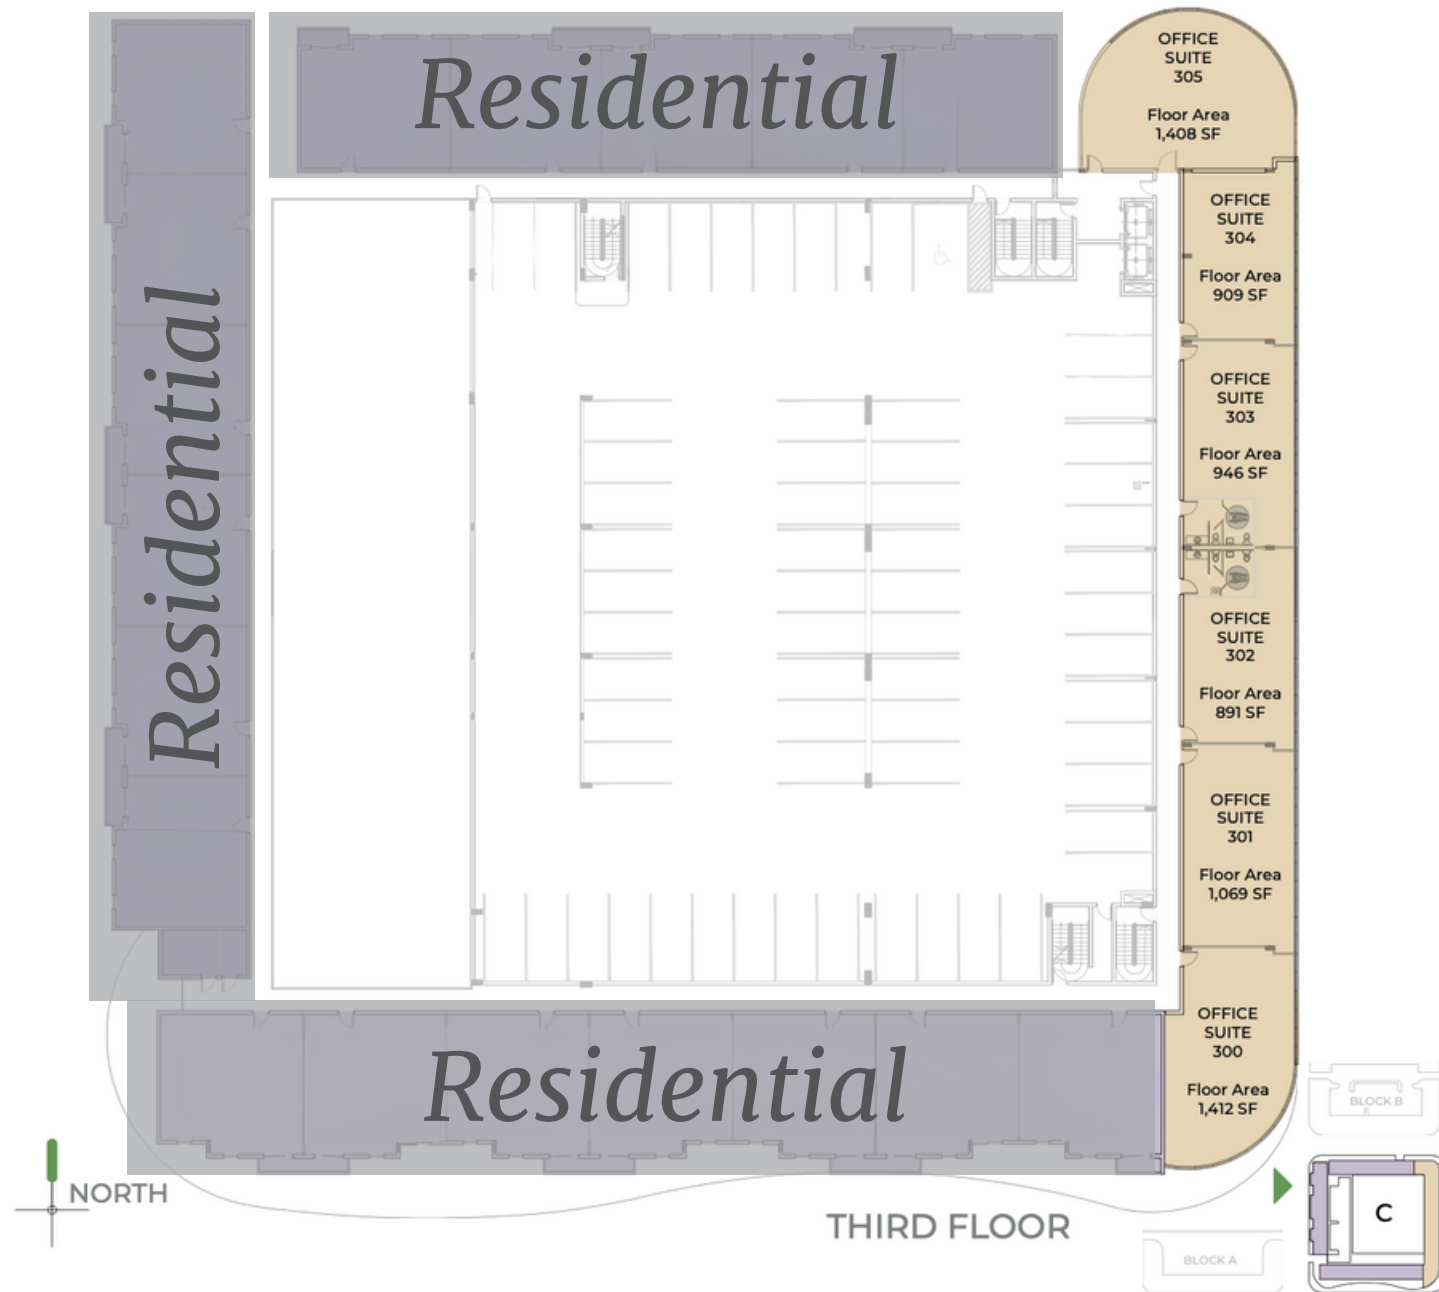 Residential
OFFICE
SUITE
305
Floor Area
1,408 SF
OFFICE
SUITE
304
Floor Area
909 SF
Residential
OFFICE
SUITE
303
Floor Area
946 SF
OFFICE
SUITE
302
Floor Area
891 SF
OFFICE
SUITE
301
Floor Area
1,069 SF
OFFICE
SUITE
300
Floor Area
1,412 SF
Residential
BLOCK B
NORTH
THIRD FLOOR
C
BLOCK A